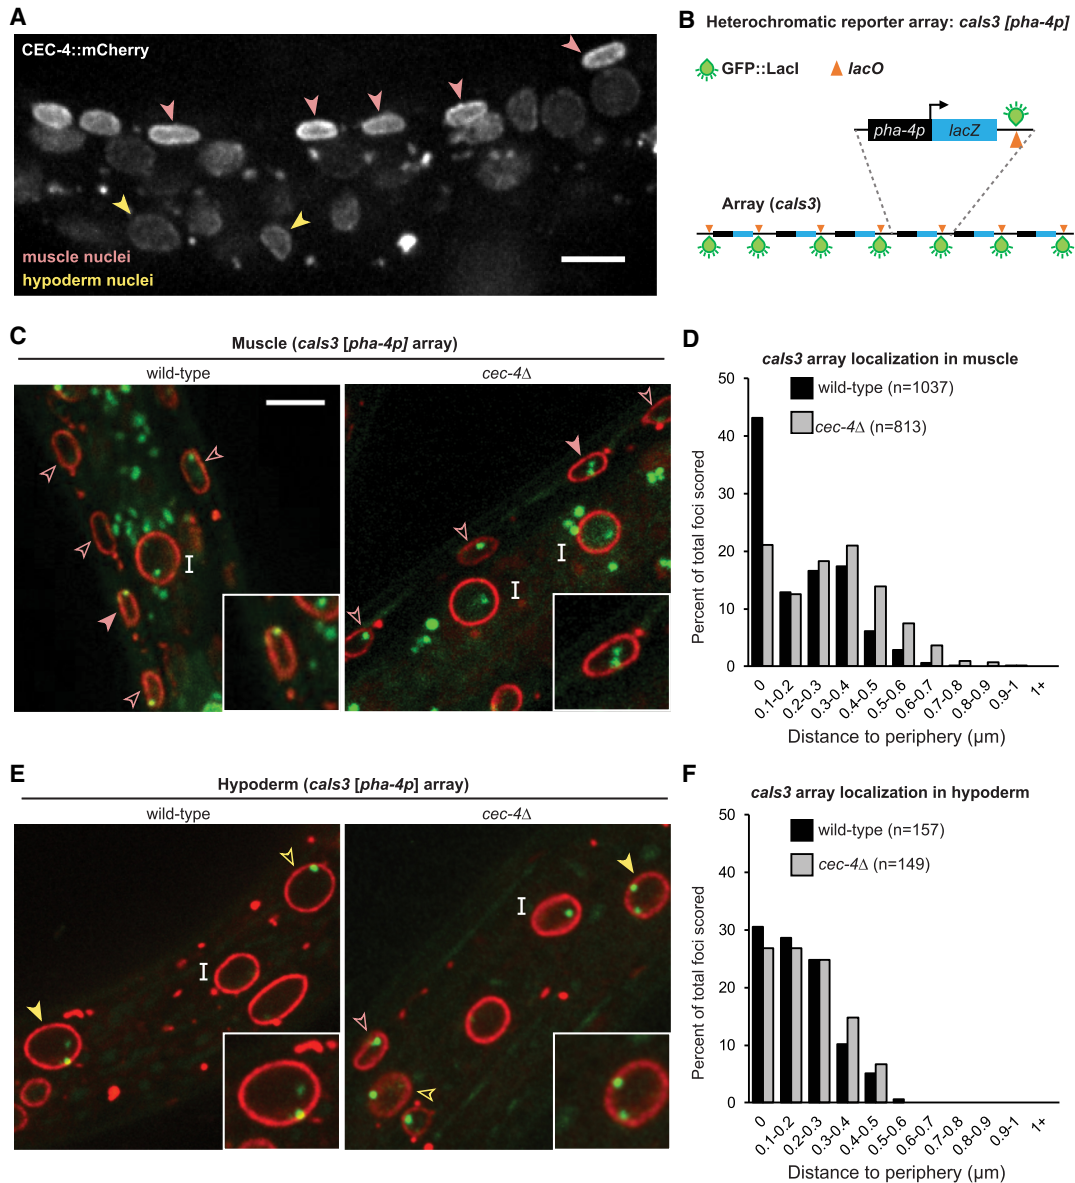 A
CEC-4::mCherry
muscle nuclei
hypoderm nuclei
B
Heterochromatic reporter array: caIs3 [pha-4p]
GFP::LacI
lacO
pha-4p
lacZ
Array (caIs3)
C
Muscle (caIs3 [pha-4p] array)
wild-type
cec-4Δ
I
I
I
D
caIs3 array localization in muscle
wild-type (n=1037)
cec-4Δ (n=813)
Percent of total foci scored
50
40
30
20
10
0
0
0.1-0.2
0.2-0.3
0.3-0.4
0.4-0.5
0.5-0.6
0.6-0.7
0.7-0.8
0.8-0.9
0.9-1
1+
Distance to periphery (µm)
E
Hypoderm (caIs3 [pha-4p] array)
wild-type
cec-4Δ
I
I
F
caIs3 array localization in hypoderm
wild-type (n=157)
cec-4Δ (n=149)
Percent of total foci scored
50
40
30
20
10
0
0
0.1-0.2
0.2-0.3
0.3-0.4
0.4-0.5
0.5-0.6
0.6-0.7
0.7-0.8
0.8-0.9
0.9-1
1+
Distance to periphery (µm)